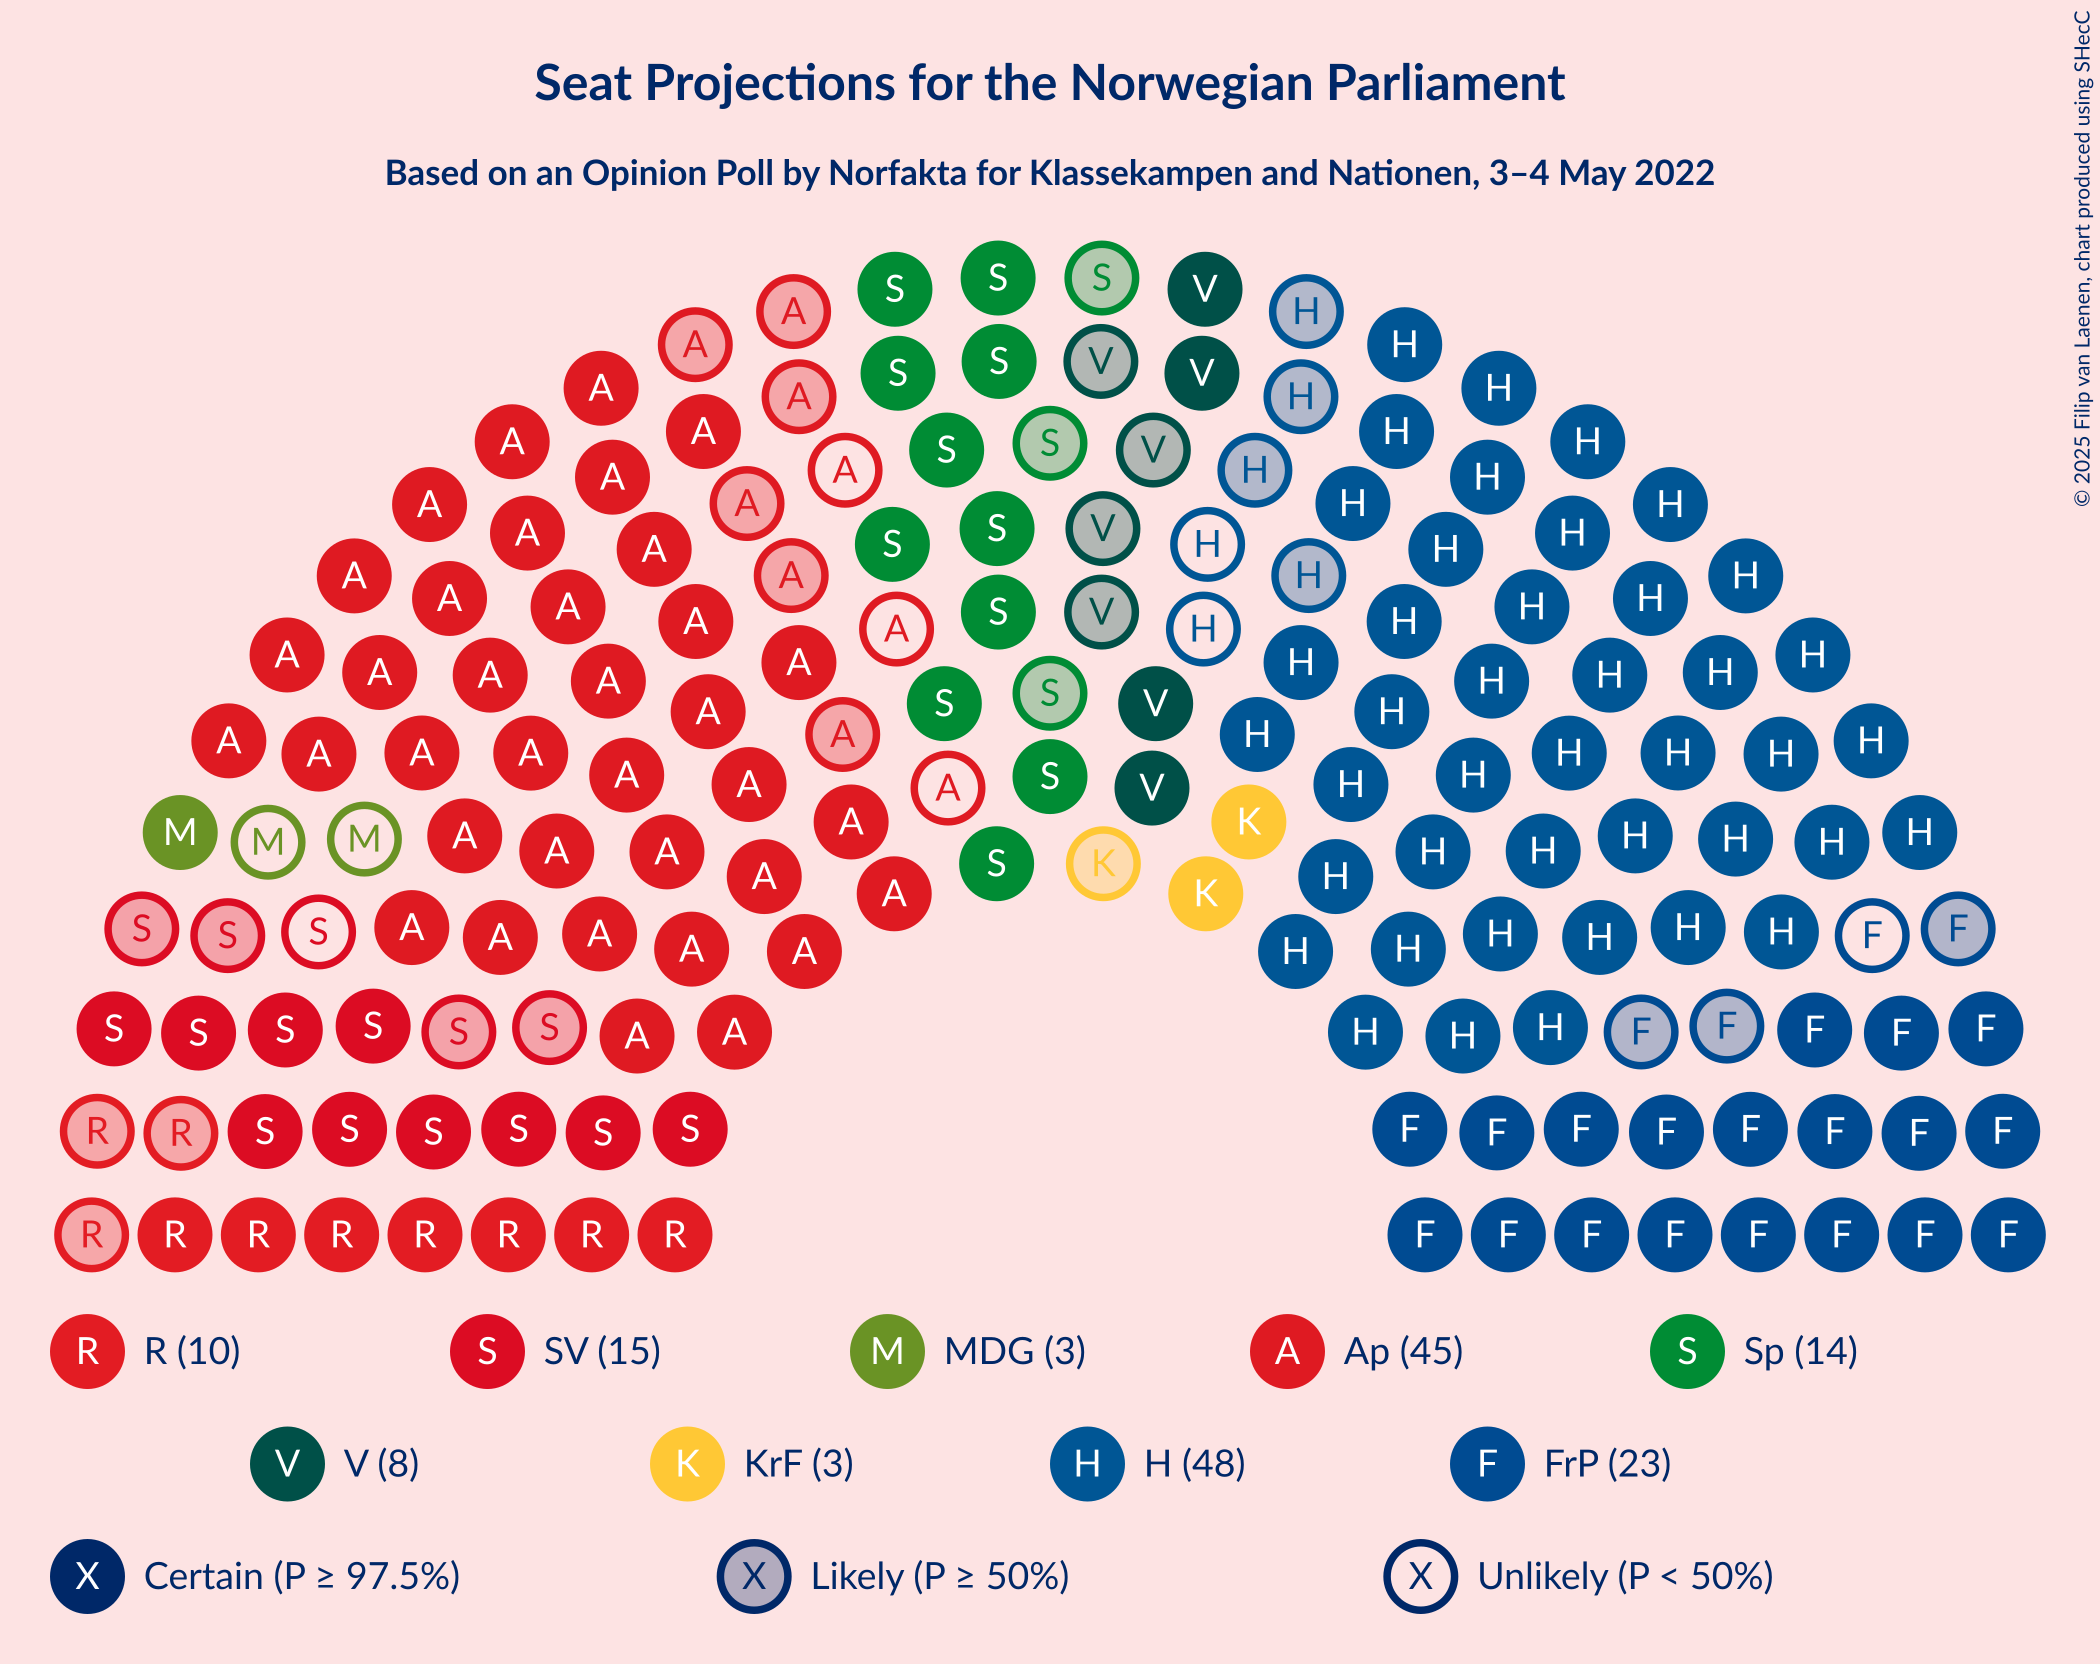 Seat Projections for the Norwegian Parliament
Based on an Opinion Poll by Norfakta for Klassekampen and Nationen, 3–4 May 2022
© 2025 Filip van Laenen, chart produced using SHecC
S S S V
A H
A H
S S V V
A A H H
A A S S V H H
A A H H
A A H H
A A S S V H H H
A A H H
A A A A S V H H H H
A A A A A H H H H H
A S S V H
A A A A A H H H H H
A A A S V H H
M M M A A A A K H H H H H H
A A S K K H
S S S A A A A A H H H H H H F F
S S S S S S A A H H H F F F F F
R R S S S S S S F F F F F F F F
R R R R R R R R F F F F F F F F
R R (10) S SV (15) M MDG (3) A Ap (45) S Sp (14)
V V (8) K KrF (3) H H (48) F FrP (23)
X Certain (P ≥ 97.5%) X Likely (P ≥ 50%) X Unlikely (P < 50%)